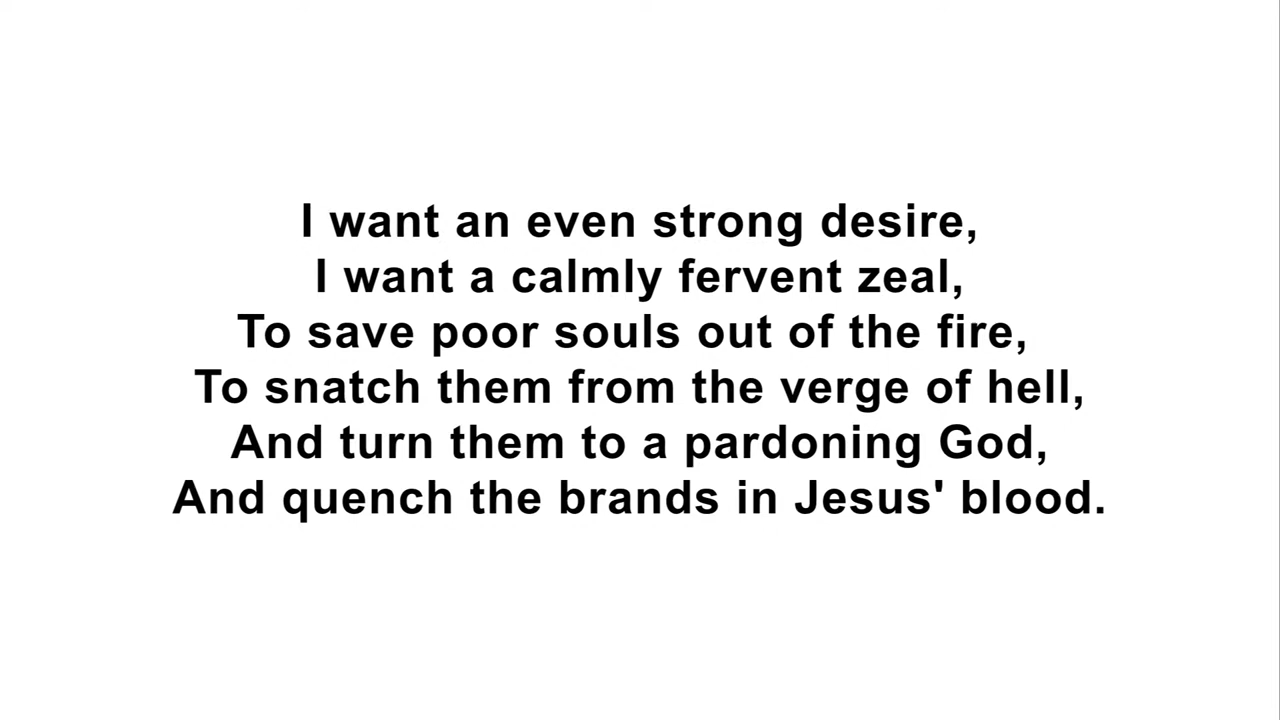 I want an even strong desire,
I want a calmly fervent zeal,
To save poor souls out of the fire,
To snatch them from the verge of hell,
And turn them to a pardoning God,
And quench the brands in Jesus' blood.